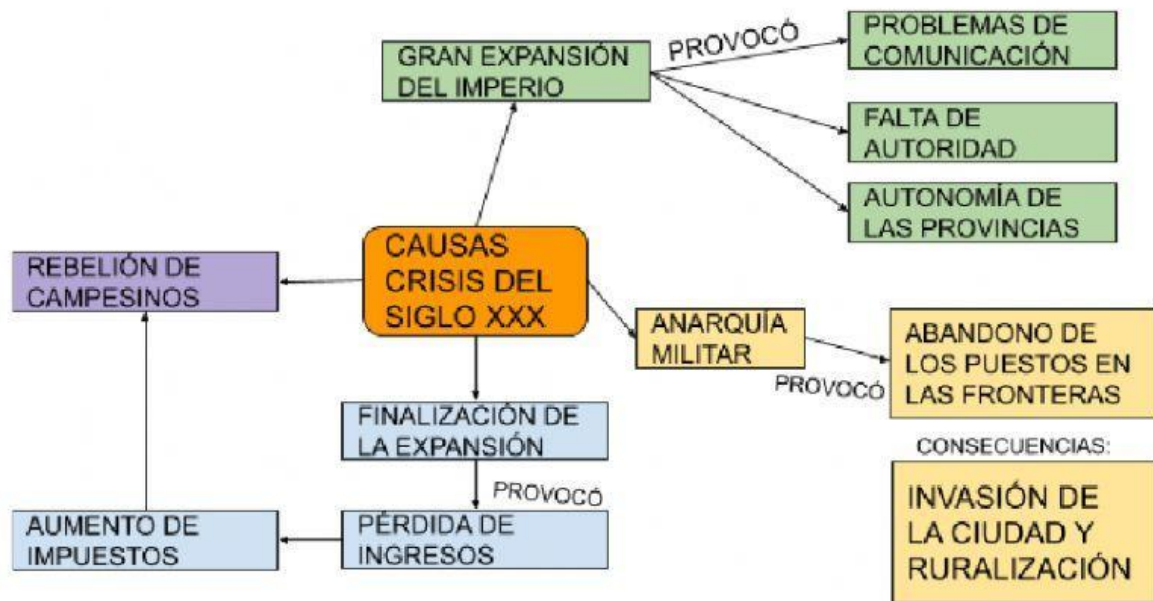 GRAN EXPANSIÓN
DEL IMPERIO
PROVOCÓ
PROBLEMAS DE
COMUNICACIÓN
FALTA DE
AUTORIDAD
AUTONOMÍA DE
LAS PROVINCIAS
CAUSAS
CRISIS DEL
SIGLO XXX
REBELIÓN DE
CAMPESINOS
ANARQUÍA
MILITAR
PROVOCÓ
ABANDONO DE
LOS PUESTOS EN
LAS FRONTERAS
FINALIZACIÓN DE
LA EXPANSIÓN
PROVOCÓ
PÉRDIDA DE
INGRESOS
AUMENTO DE
IMPUESTOS
CONSECUENCIAS:
INVASIÓN DE
LA CIUDAD Y
RURALIZACIÓN